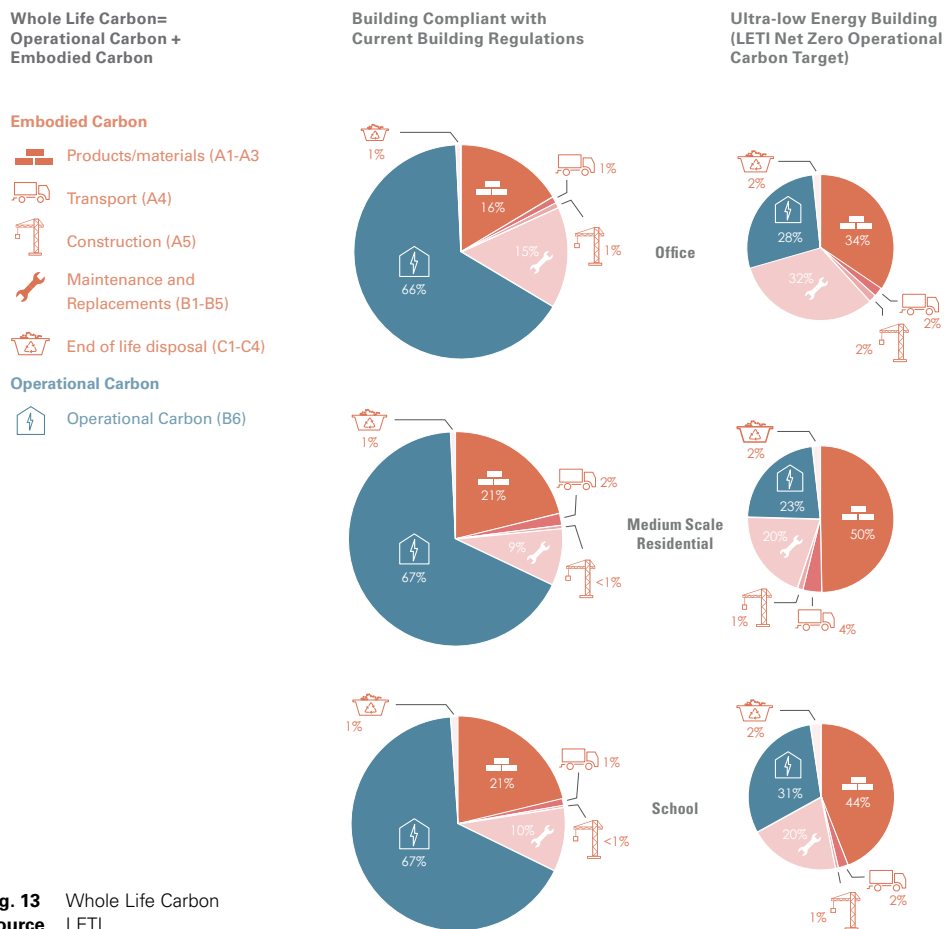 Whole Life Carbon=
Operational Carbon +
Embodied Carbon
Building Compliant with
Current Building Regulations
Ultra-low Energy Building
(LETI Net Zero Operational
Carbon Target)
Embodied Carbon
Products/materials (A1-A3
Transport (A4)
Construction (A5)
Maintenance and
Replacements (B1-B5)
End of life disposal (C1-C4)
Operational Carbon
Operational Carbon (B6)
1%
16%
1%
15%
1%
66%
Office
2%
28%
34%
32%
2%
2%
1%
21%
2%
9%
<1%
67%
Medium Scale
Residential
2%
23%
50%
20%
1%
4%
1%
21%
1%
10%
<1%
67%
School
2%
31%
44%
20%
2%
1%
g. 13 Whole Life Carbon
ource LETI